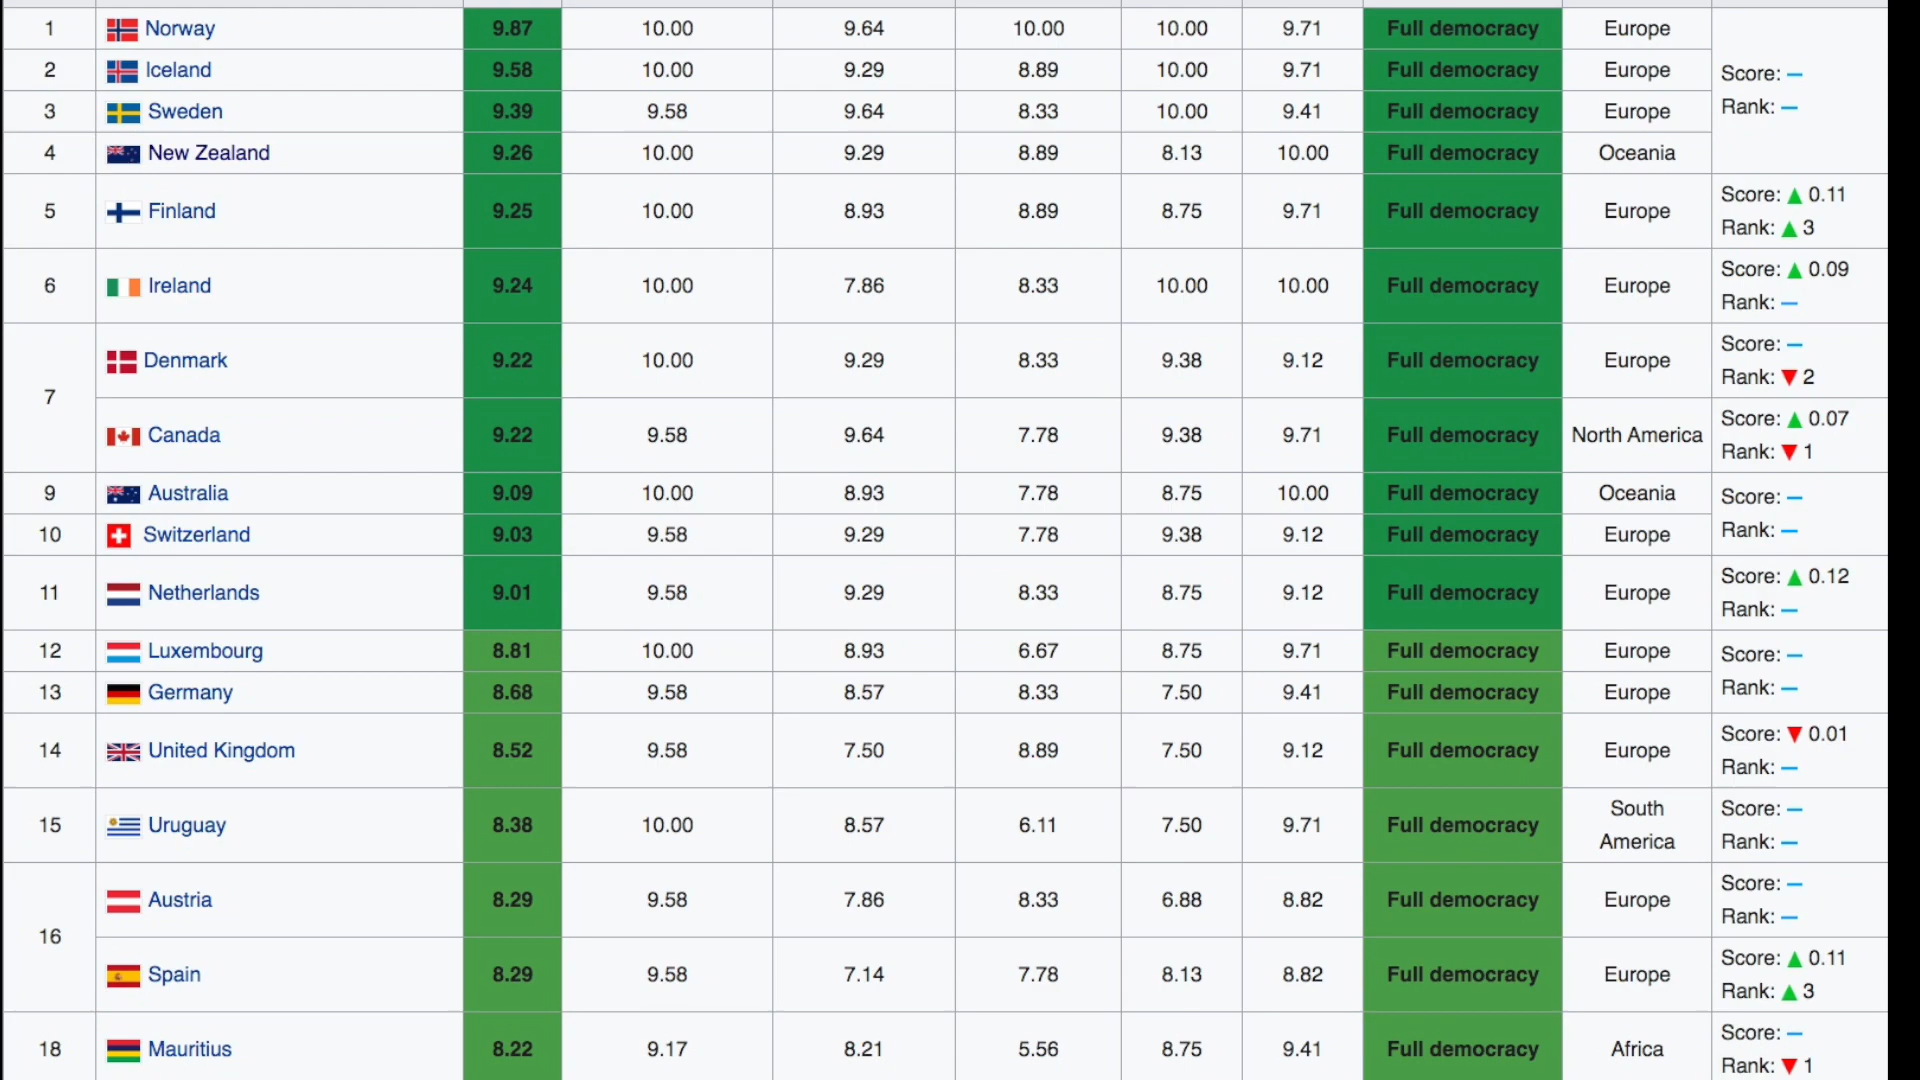 1 Norway 9.87 10.00 9.64 10.00 10.00 9.71 Full democracy Europe
Score: –
Rank: –
2 Iceland 9.58 10.00 9.29 8.89 10.00 9.71 Full democracy Europe
3 Sweden 9.39 9.58 9.64 8.33 10.00 9.41 Full democracy Europe
4 New Zealand 9.26 10.00 9.29 8.89 8.13 10.00 Full democracy Oceania
5 Finland 9.25 10.00 8.93 8.89 8.75 9.71 Full democracy Europe
Score: ▲ 0.11
Rank: ▲ 3
6 Ireland 9.24 10.00 7.86 8.33 10.00 10.00 Full democracy Europe
Score: ▲ 0.09
Rank: –
7 Denmark 9.22 10.00 9.29 8.33 9.38 9.12 Full democracy Europe
Score: –
Rank: ▼ 2
Canada 9.22 9.58 9.64 7.78 9.38 9.71 Full democracy North America
Score: ▲ 0.07
Rank: ▼ 1
9 Australia 9.09 10.00 8.93 7.78 8.75 10.00 Full democracy Oceania
Score: –
Rank: –
10 Switzerland 9.03 9.58 9.29 7.78 9.38 9.12 Full democracy Europe
11 Netherlands 9.01 9.58 9.29 8.33 8.75 9.12 Full democracy Europe
Score: ▲ 0.12
Rank: –
12 Luxembourg 8.81 10.00 8.93 6.67 8.75 9.71 Full democracy Europe
Score: –
Rank: –
13 Germany 8.68 9.58 8.57 8.33 7.50 9.41 Full democracy Europe
14 United Kingdom 8.52 9.58 7.50 8.89 7.50 9.12 Full democracy Europe
Score: ▼ 0.01
Rank: –
15 Uruguay 8.38 10.00 8.57 6.11 7.50 9.71 Full democracy South
America
Score: –
Rank: –
16 Austria 8.29 9.58 7.86 8.33 6.88 8.82 Full democracy Europe
Score: –
Rank: –
Spain 8.29 9.58 7.14 7.78 8.13 8.82 Full democracy Europe
Score: ▲ 0.11
Rank: ▲ 3
18 Mauritius 8.22 9.17 8.21 5.56 8.75 9.41 Full democracy Africa
Score: –
Rank: ▼ 1